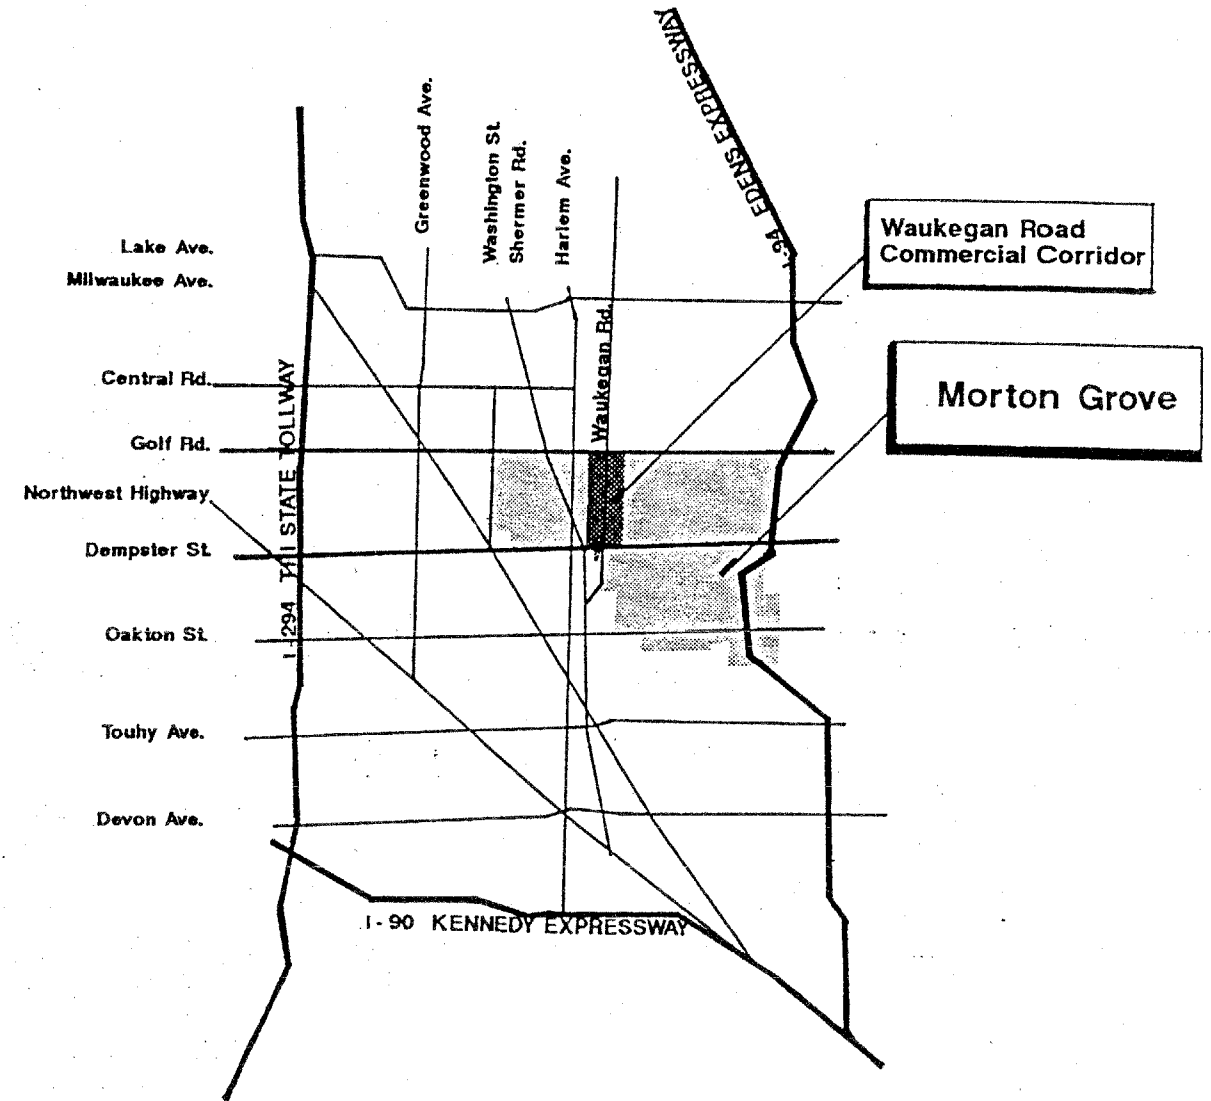 I-94 EDENS EXPRESSWAY
Greenwood Ave.
Washington St.
Shermer Rd.
Harlem Ave.
Waukegan Road
Commercial Corridor
Lake Ave.
Milwaukee Ave.
Waukegan Rd.
Central Rd.
Morton Grove
Golf Rd.
Northwest Highway
I-294 TRI STATE TOLLWAY
Dempster St.
Oakton St.
Touhy Ave.
Devon Ave.
I-90 KENNEDY EXPRESSWAY